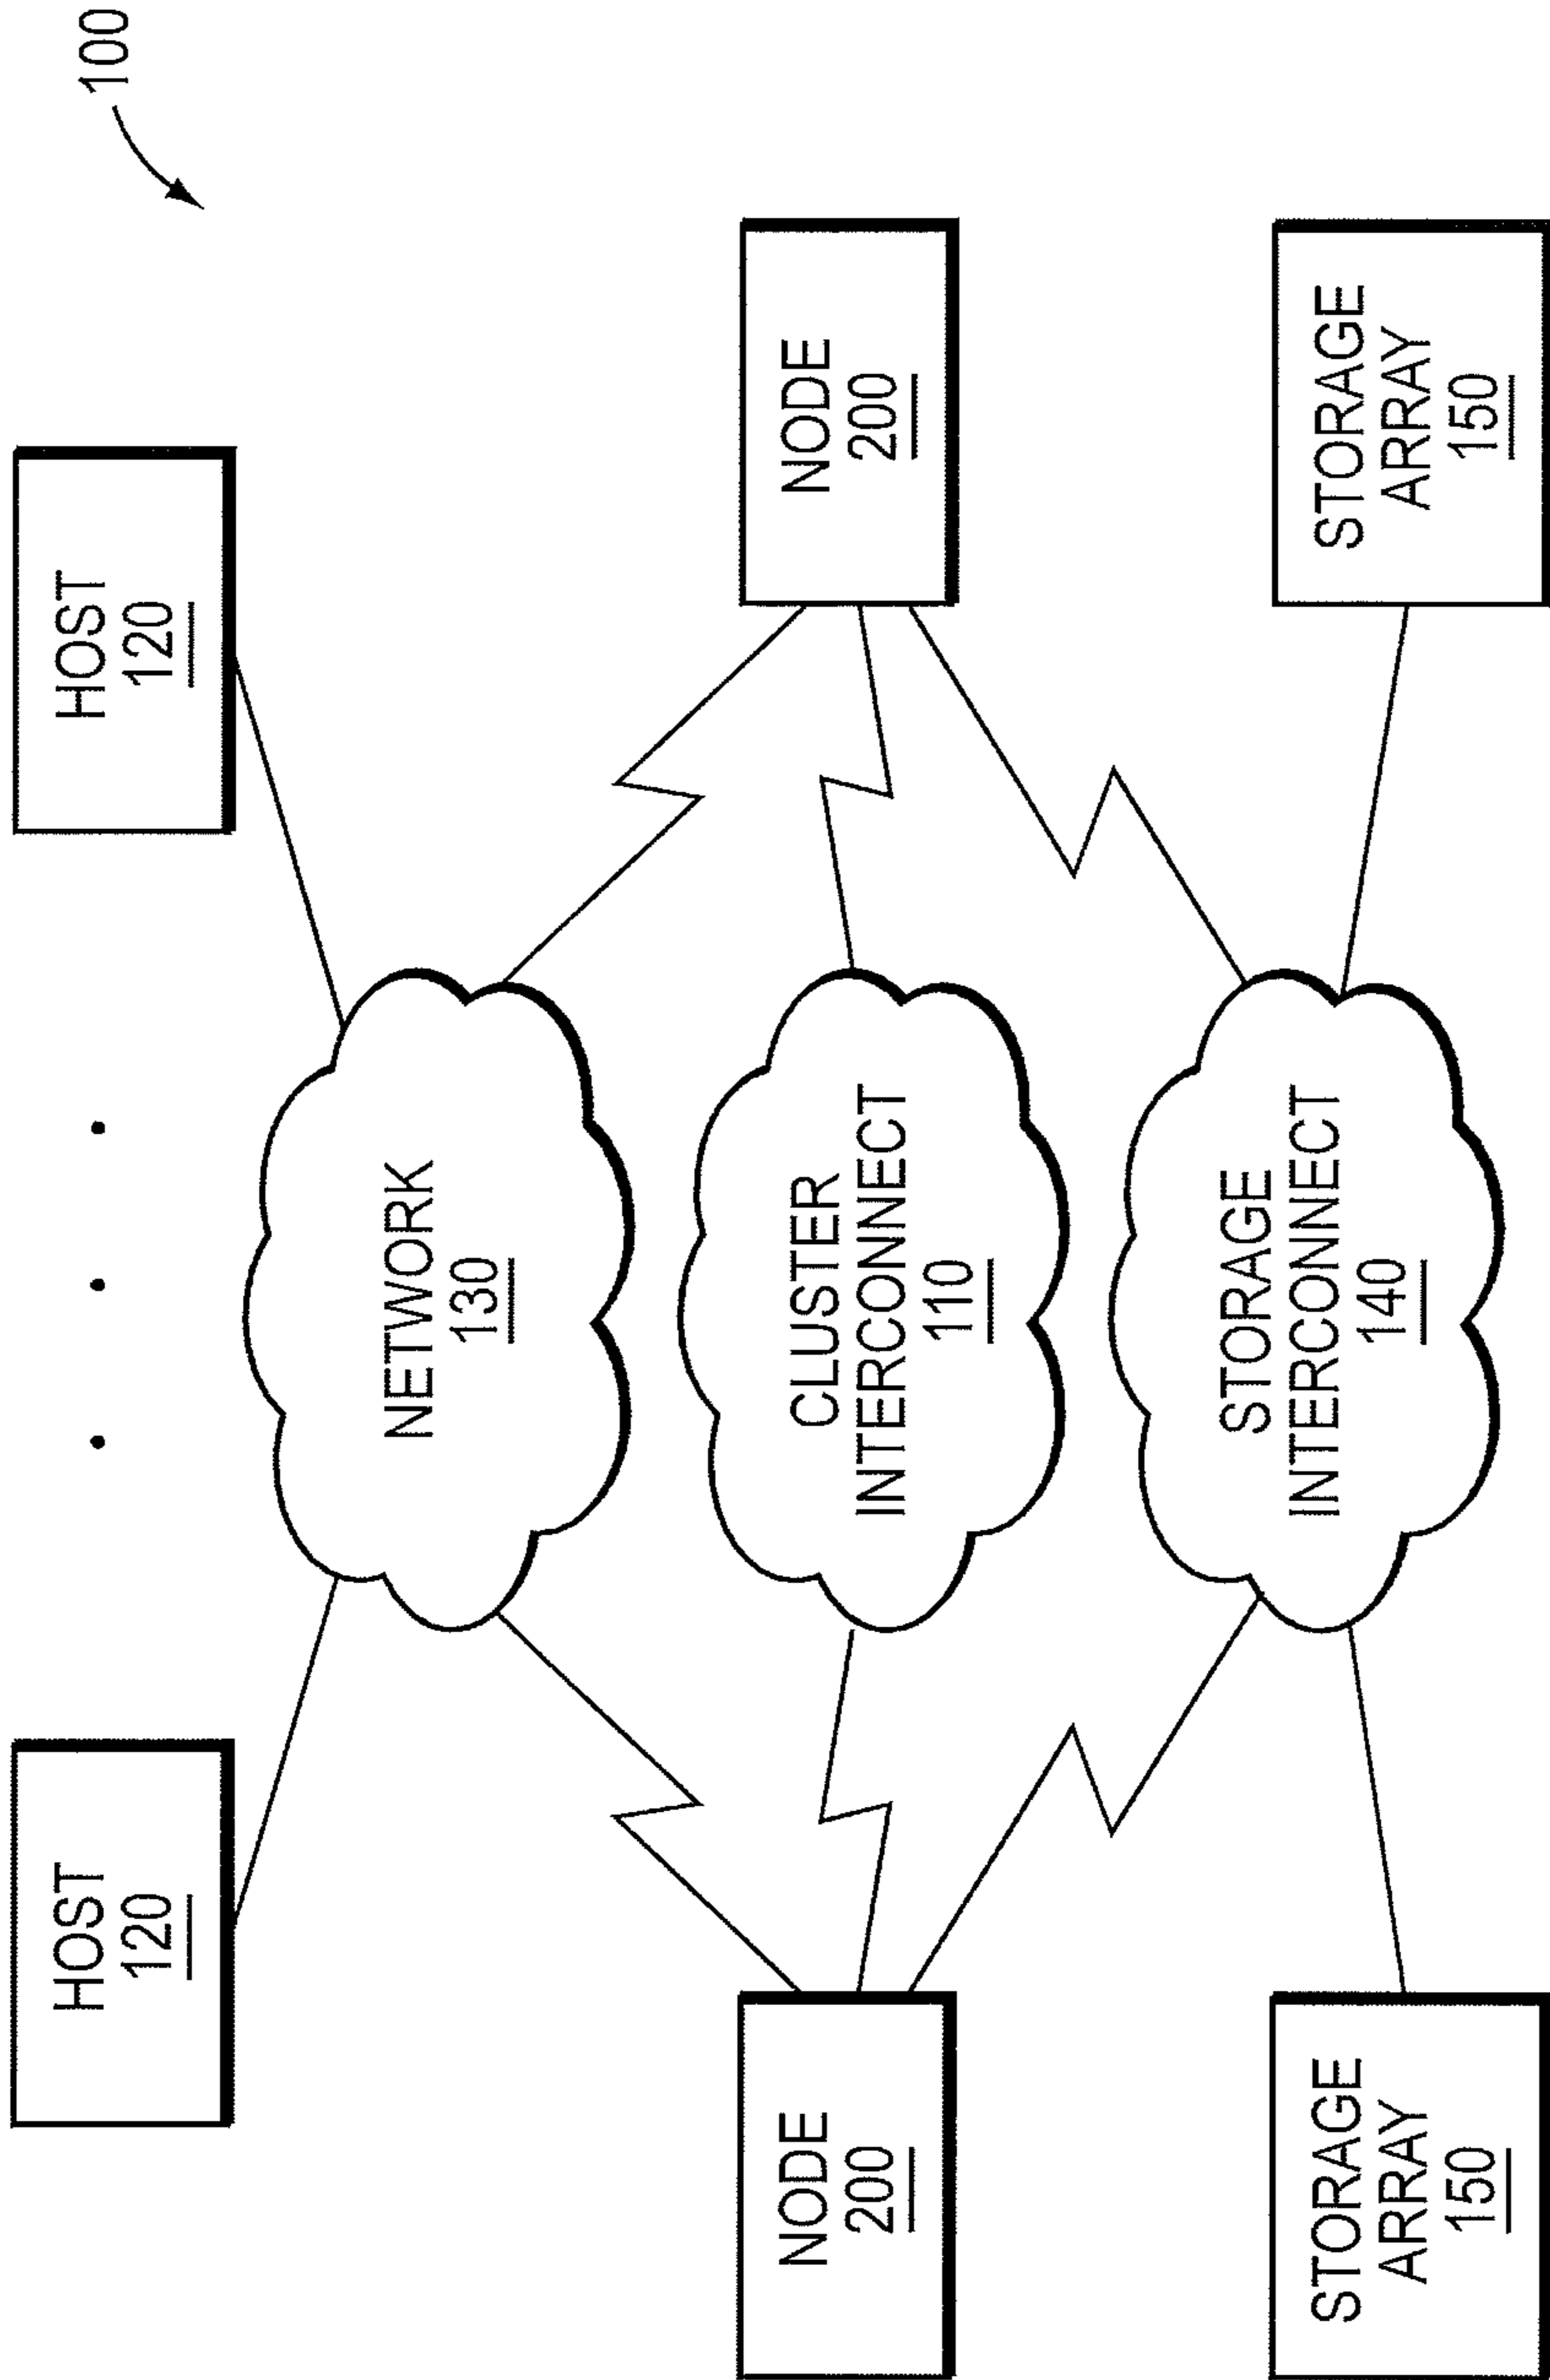 HOST
120
HOST
120
100
NETWORK
130
NODE
200
CLUSTER
INTERCONNECT
110
NODE
200
STORAGE
ARRAY
150
STORAGE
INTERCONNECT
140
STORAGE
ARRAY
150